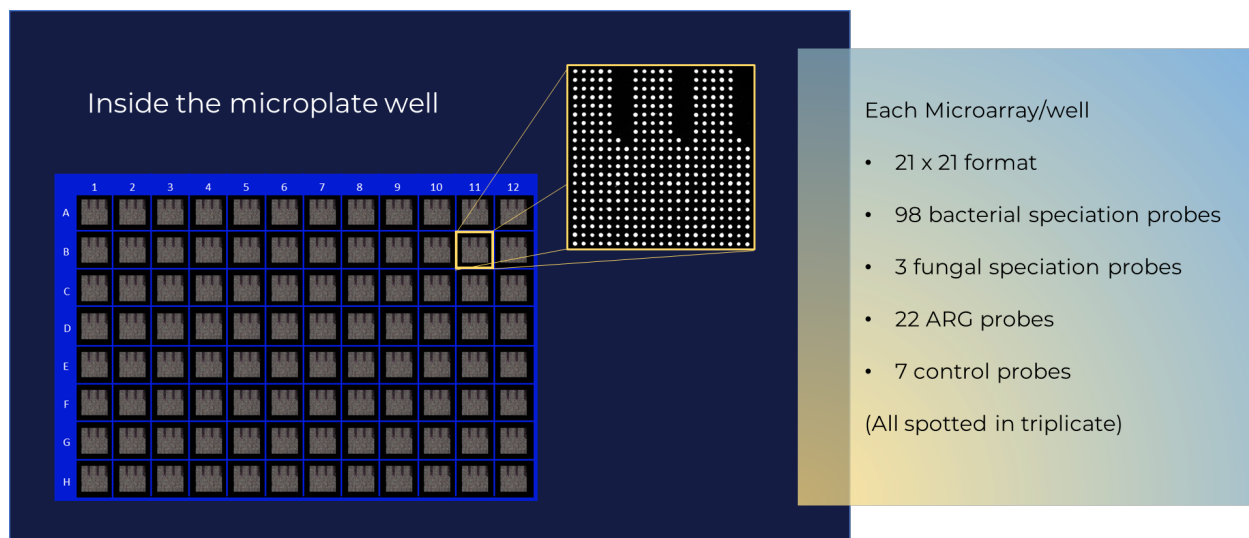 Inside the microplate well
1 2 3 4 5 6 7 8 9 10 11 12
A
B
C
D
E
F
G
H
Each Microarray/well
• 21 x 21 format
• 98 bacterial speciation probes
• 3 fungal speciation probes
• 22 ARG probes
• 7 control probes
(All spotted in triplicate)